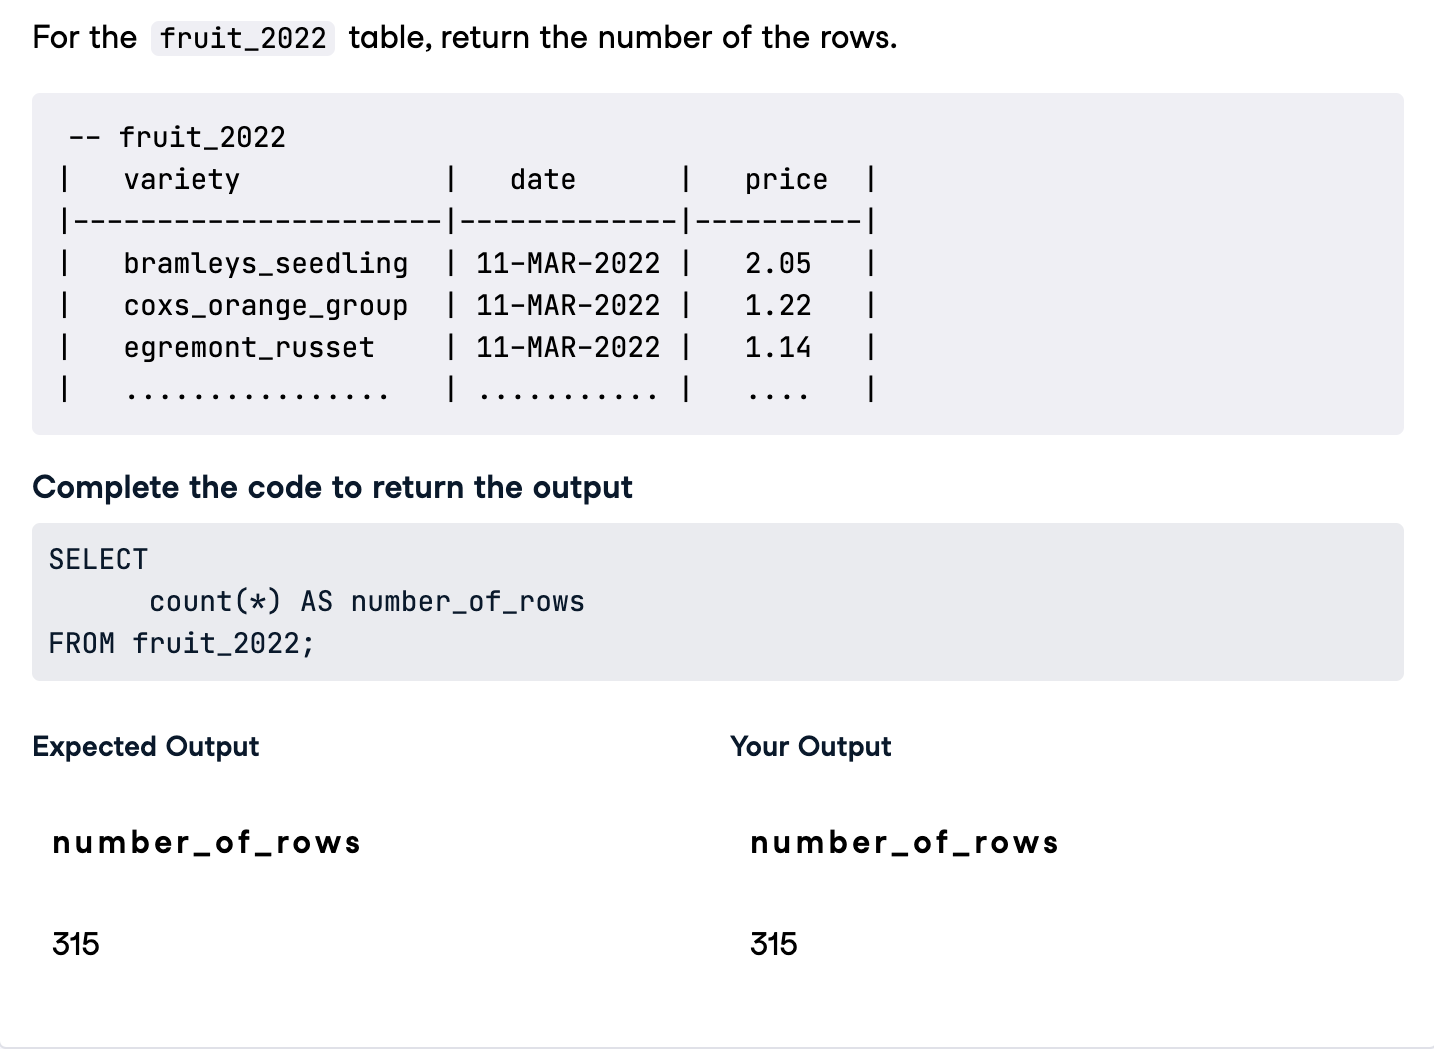 For the fruit_2022 table, return the number of the rows.
-- fruit_2022
|   variety            |   date      |   price  |
|----------------------|-------------|----------|
|   bramleys_seedling  | 11-MAR-2022 |   2.05   |
|   coxs_orange_group  | 11-MAR-2022 |   1.22   |
|   egremont_russet    | 11-MAR-2022 |   1.14   |
|   ................   | ........... |   ....   |
Complete the code to return the output
SELECT
      count(*) AS number_of_rows
FROM fruit_2022;
Expected Output Your Output
number_of_rows number_of_rows
315 315